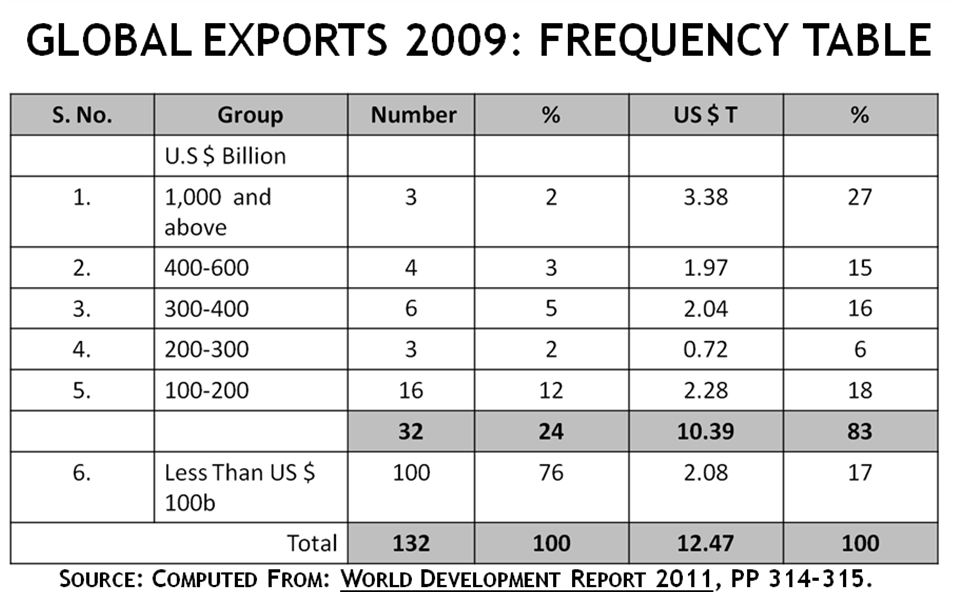 GLOBAL EXPORTS 2009: FREQUENCY TABLE
S. No. Group Number % US $ T %
U.S $ Billion
1. 1,000 and above 3 2 3.38 27
2. 400-600 4 3 1.97 15
3. 300-400 6 5 2.04 16
4. 200-300 3 2 0.72 6
5. 100-200 16 12 2.28 18
32 24 10.39 83
6. Less Than US $ 100b 100 76 2.08 17
Total 132 100 12.47 100
SOURCE: COMPUTED FROM: WORLD DEVELOPMENT REPORT 2011, PP 314-315.